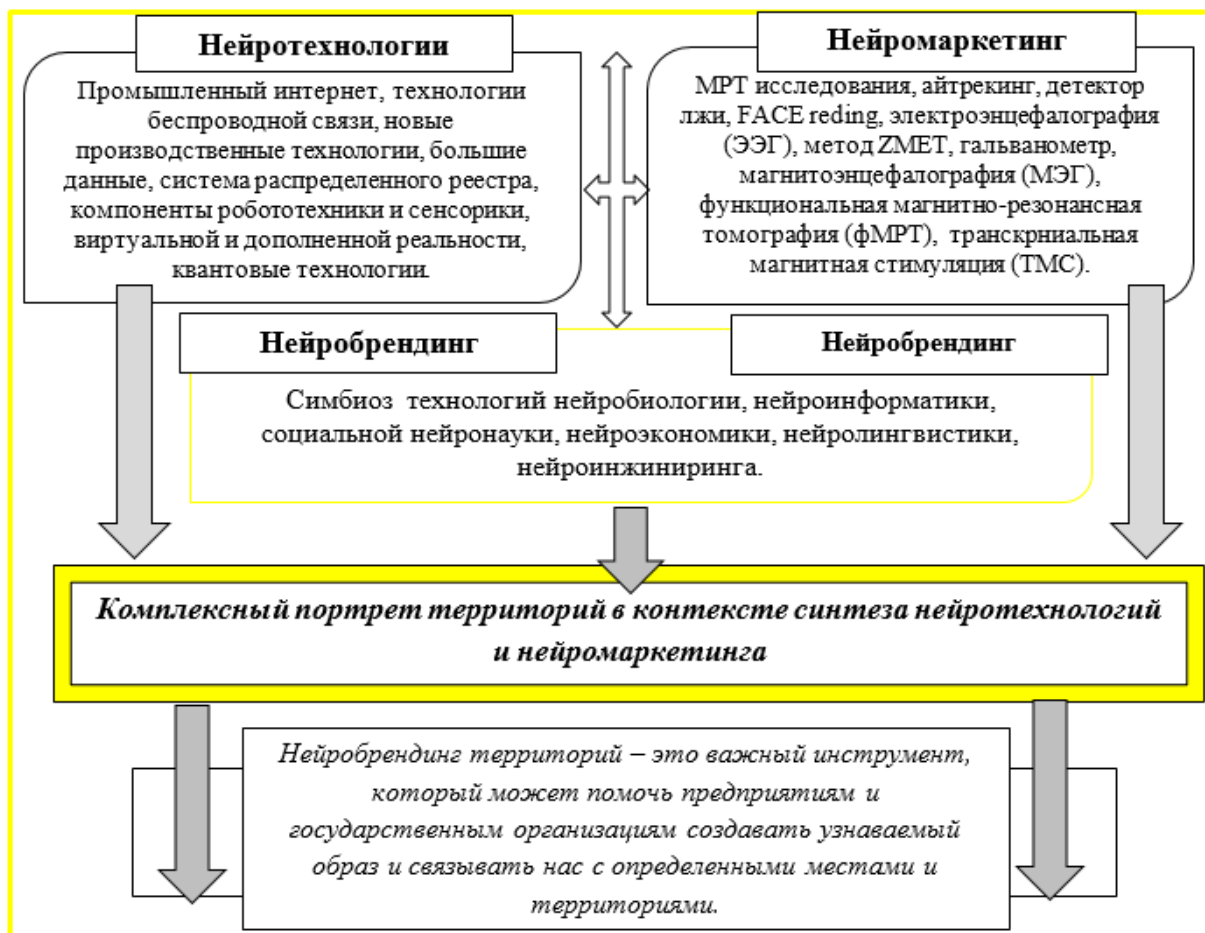 Нейротехнологии
Промышленный интернет, технологии
беспроводной связи, новые
производственные технологии, большие
данные, система распределенного реестра,
компоненты робототехники и сенсорики,
виртуальной и дополненной реальности,
квантовые технологии.
Нейромаркетинг
МРТ исследования, айтрекинг, детектор
лжи, FACE reding, электроэнцефалография
(ЭЭГ), метод ZMET, гальванометр,
магнитоэнцефалография (МЭГ),
функциональная магнитно-резонансная
томография (фМРТ), транскрниальная
магнитная стимуляция (ТМС).
Нейробрендинг
Нейробрендинг
Симбиоз технологий нейробиологии, нейроинформатики,
социальной нейронауки, нейроэкономики, нейролингвистики,
нейроинжиниринга.
Комплексный портрет территорий в контексте синтеза нейротехнологий
и нейромаркетинга
Нейробрендинг территорий – это важный инструмент,
который может помочь предприятиям и
государственным организациям создавать узнаваемый
образ и связывать нас с определенными местами и
территориями.